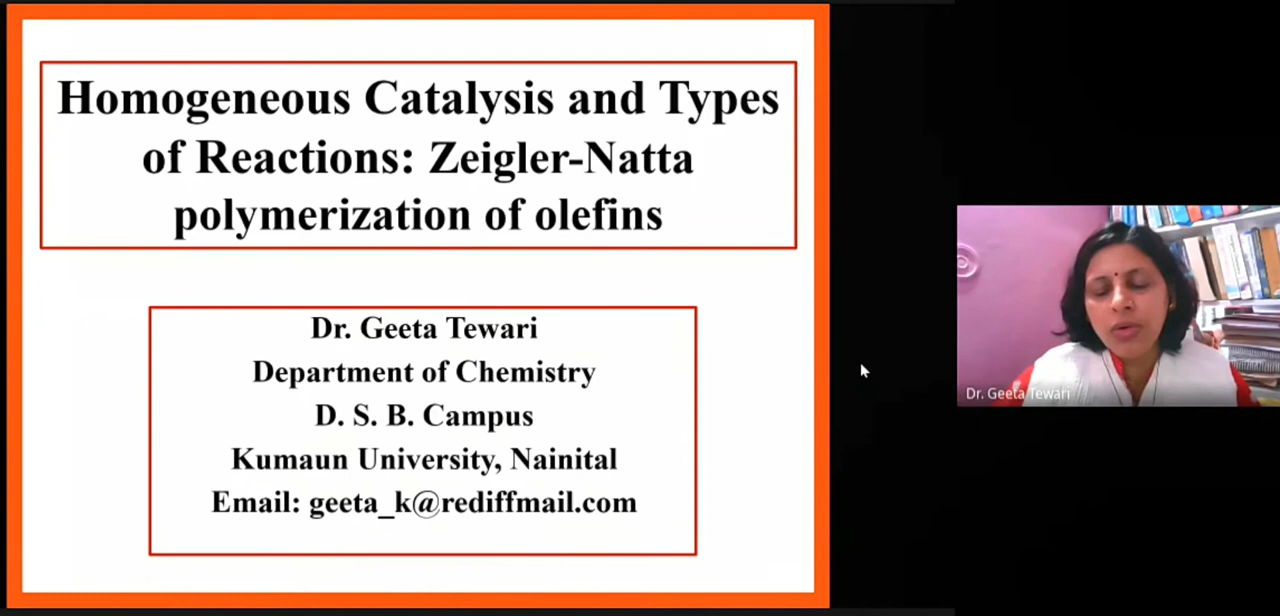 Homogeneous Catalysis and Types
of Reactions: Zeigler-Natta
polymerization of olefins
Dr. Geeta Tewari
Department of Chemistry
D. S. B. Campus
Kumaun University, Nainital
Email: geeta_k@rediffmail.com
Dr. Geeta Tewari